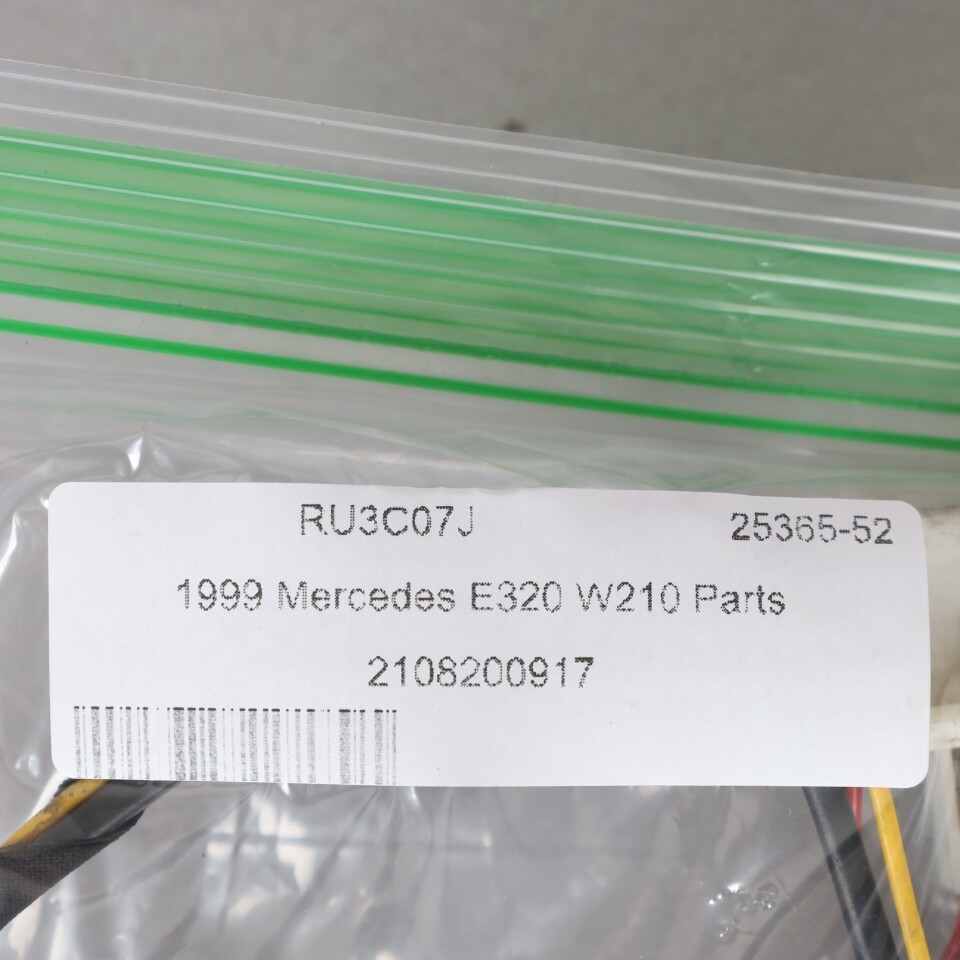 RU3C07J 25365-52
1999 Mercedes E320 W210 Parts
2108200917